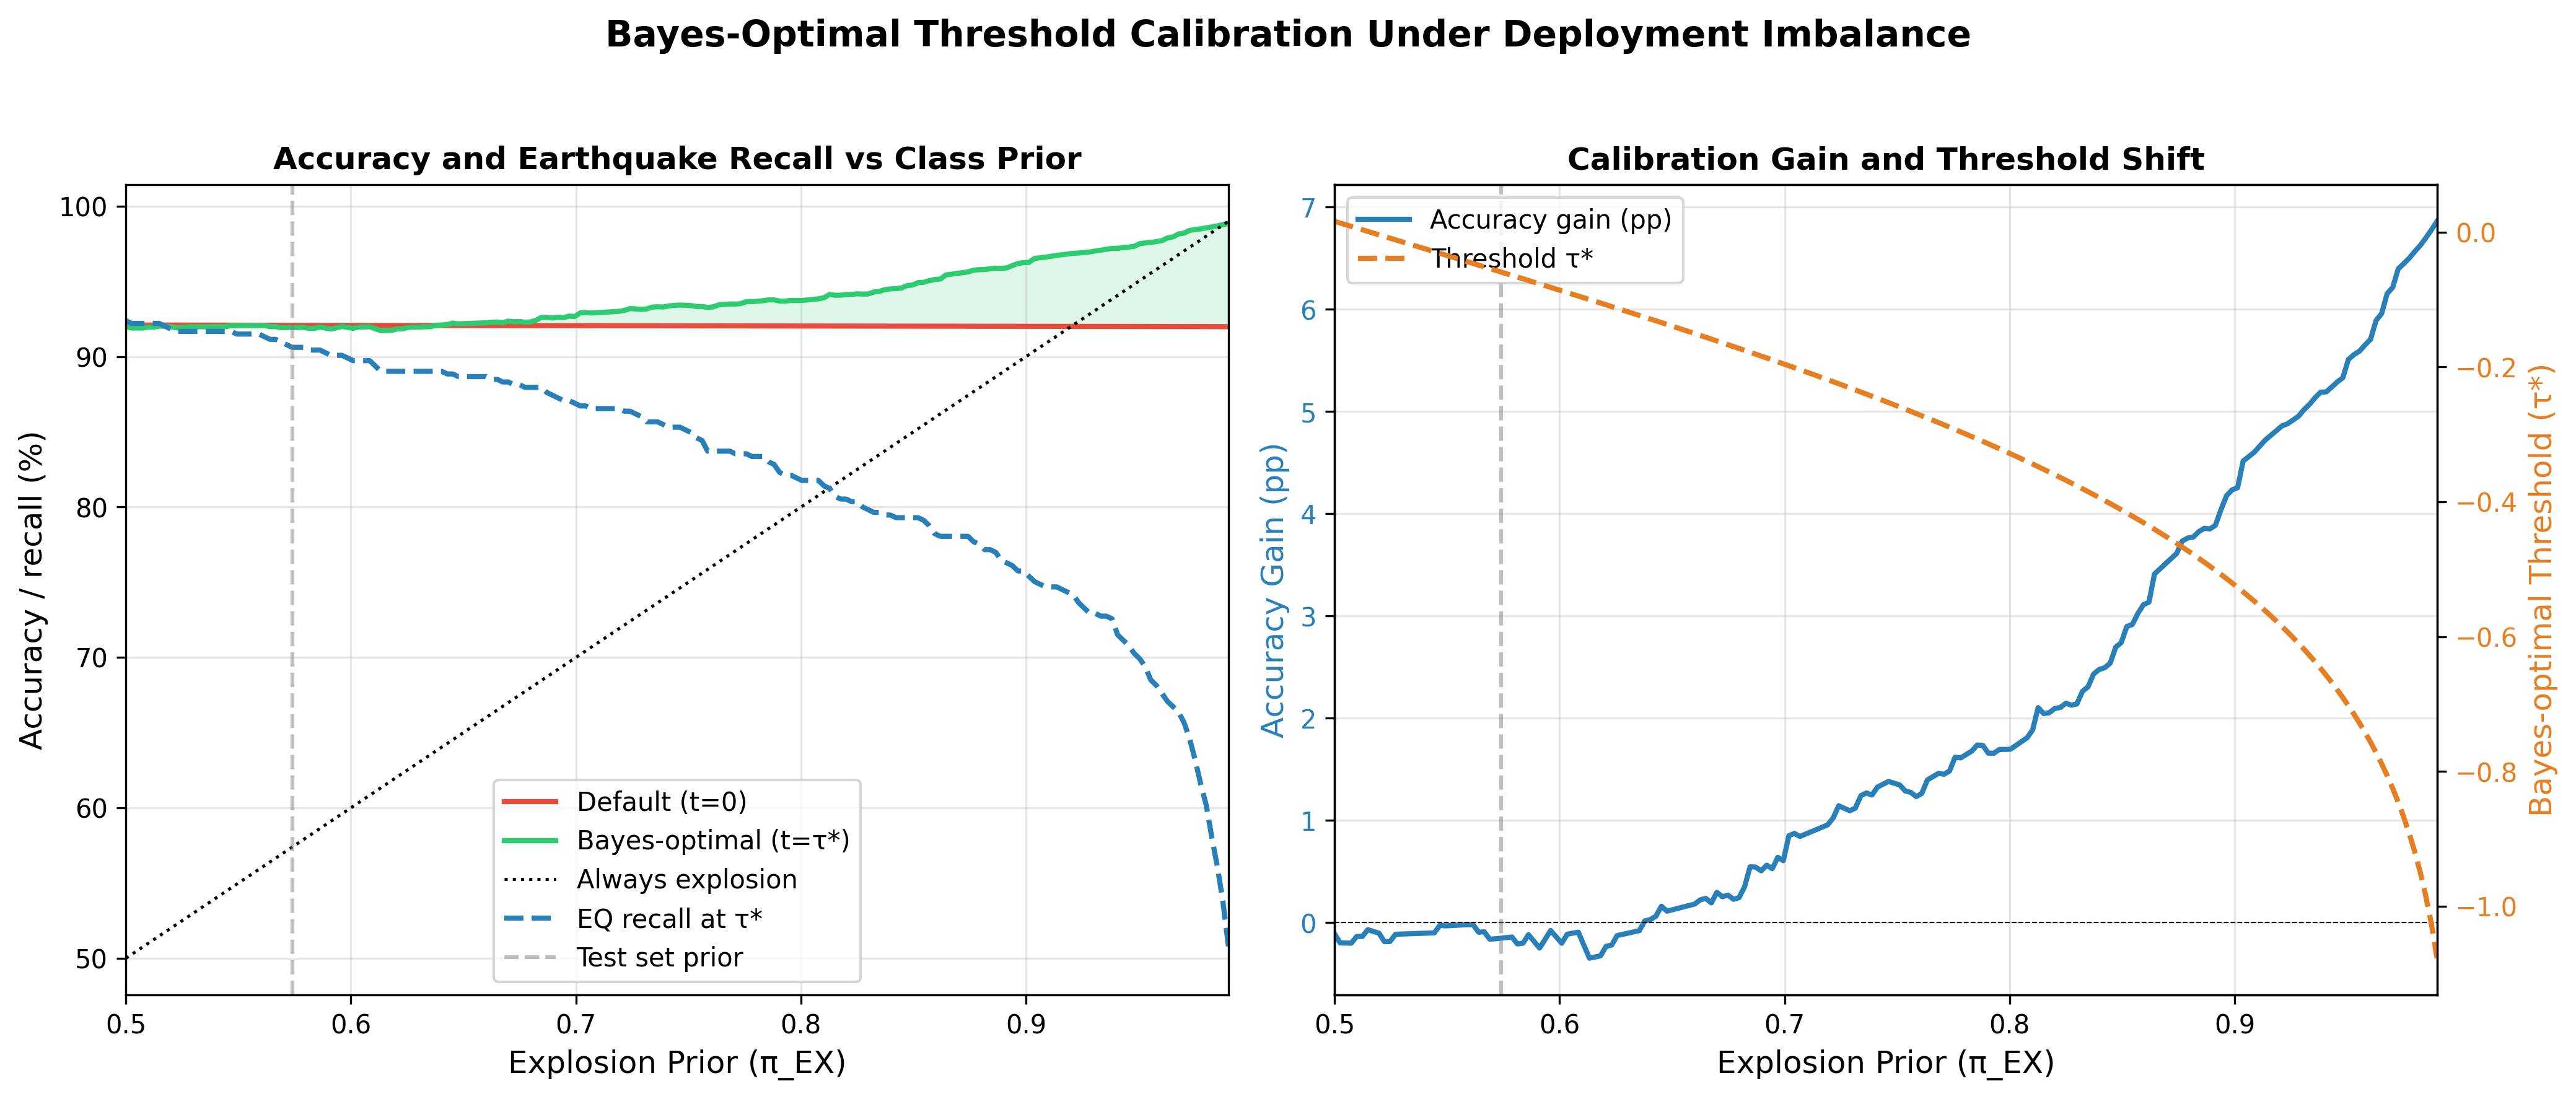 Bayes-Optimal Threshold Calibration Under Deployment Imbalance
Accuracy and Earthquake Recall vs Class Prior
Accuracy / recall (%)
100
90
80
70
60
50
Default (t=0)
Bayes-optimal (t=τ*)
Always explosion
EQ recall at τ*
Test set prior
0.5 0.6 0.7 0.8 0.9
Explosion Prior (π_EX)
Calibration Gain and Threshold Shift
Accuracy Gain (pp)
7
6
5
4
3
2
1
0
Accuracy gain (pp)
Threshold τ*
0.0
−0.2
−0.4
−0.6
−0.8
−1.0
Bayes-optimal Threshold (τ*)
0.5 0.6 0.7 0.8 0.9
Explosion Prior (π_EX)